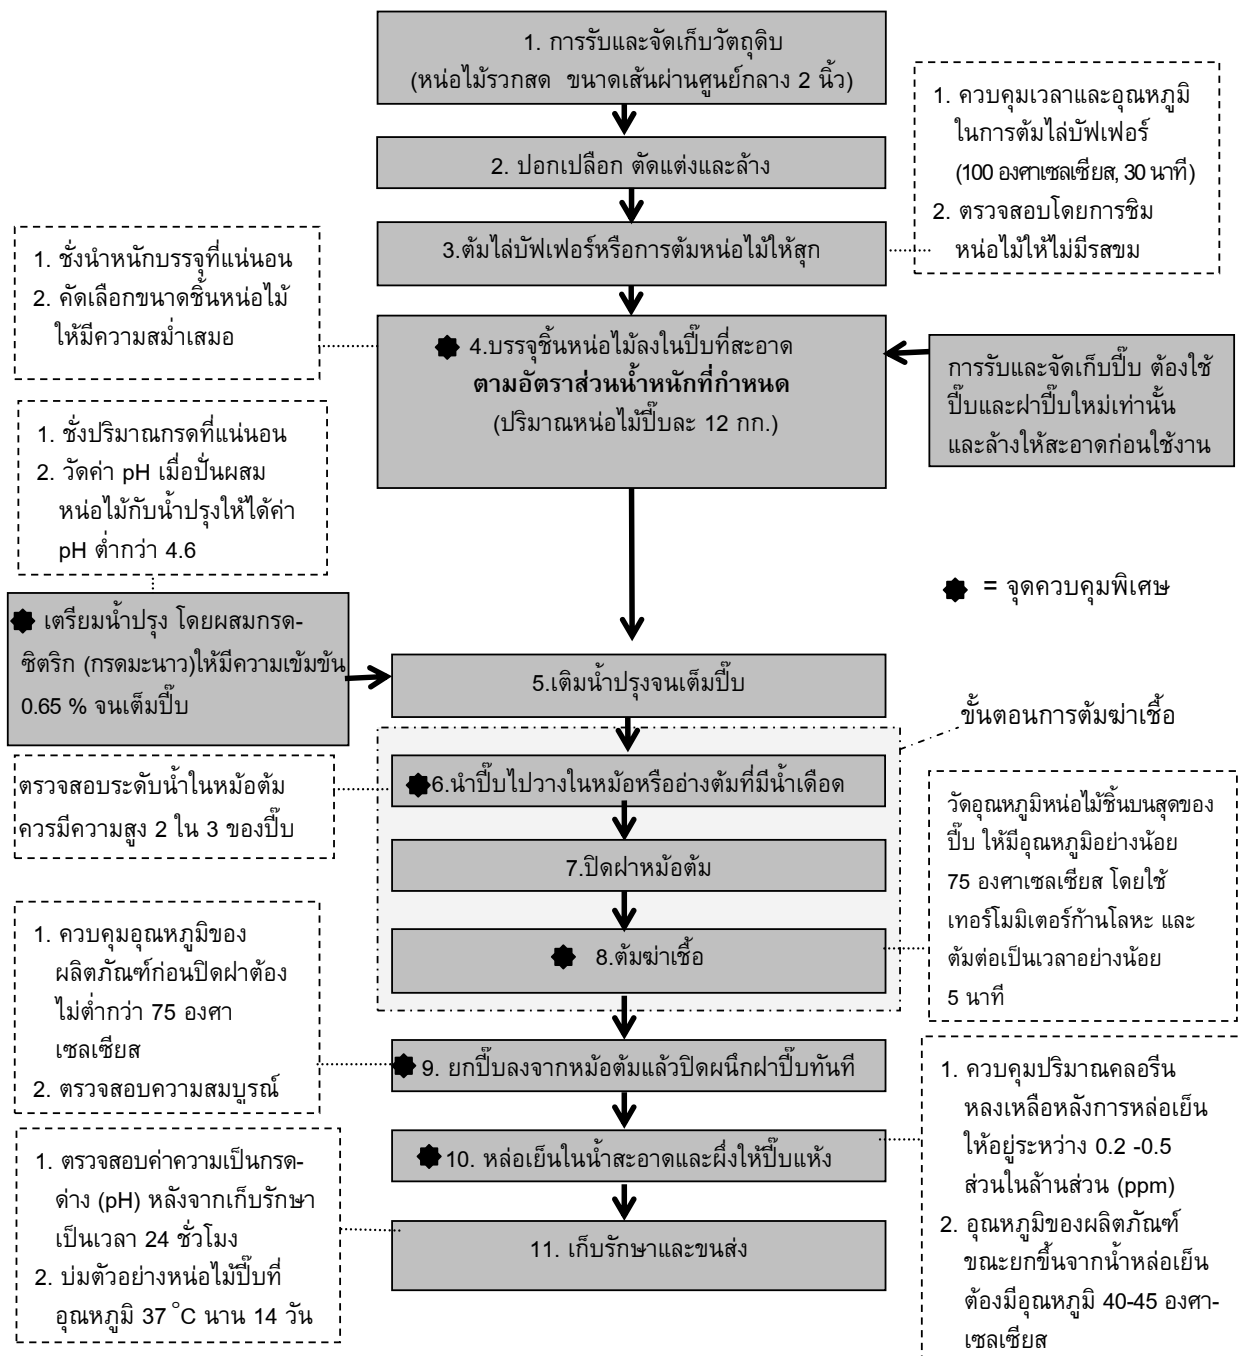 1. การรับและจัดเก็บวัตถุดิบ
(หน่อไม้รวกสด ขนาดเส้นผ่านศูนย์กลาง 2 นิ้ว)
2. ปอกเปลือก ตัดแต่งและล้าง
1. ควบคุมเวลาและอุณหภูมิ
ในการต้มไล่บัฟเฟอร์
(100 องศาเซลเซียส, 30 นาที)
2. ตรวจสอบโดยการชิม
หน่อไม้ให้ไม่มีรสขม
3.ต้มไล่บัฟเฟอร์หรือการต้มหน่อไม้ให้สุก
1. ชั่งนำหนักบรรจุที่แน่นอน
2. คัดเลือกขนาดชิ้นหน่อไม้
ให้มีความสม่ำเสมอ
4.บรรจุชิ้นหน่อไม้ลงในปี๊บที่สะอาด
ตามอัตราส่วนน้ำหนักที่กำหนด
(ปริมาณหน่อไม้ปี๊บละ 12 กก.)
การรับและจัดเก็บปี๊บ ต้องใช้
ปี๊บและฝาปี๊บใหม่เท่านั้น
และล้างให้สะอาดก่อนใช้งาน
1. ชั่งปริมาณกรดที่แน่นอน
2. วัดค่า pH เมื่อปั่นผสม
หน่อไม้กับน้ำปรุงให้ได้ค่า
pH ต่ำกว่า 4.6
= จุดควบคุมพิเศษ
เตรียมน้ำปรุง โดยผสมกรด-
ซิตริก (กรดมะนาว)ให้มีความเข้มข้น
0.65 % จนเต็มปี๊บ
5.เติมน้ำปรุงจนเต็มปี๊บ
ขั้นตอนการต้มฆ่าเชื้อ
ตรวจสอบระดับน้ำในหม้อต้ม
ควรมีความสูง 2 ใน 3 ของปี๊บ
6.นำปี๊บไปวางในหม้อหรืออ่างต้มที่มีน้ำเดือด
7.ปิดฝาหม้อต้ม
8.ต้มฆ่าเชื้อ
วัดอุณหภูมิหน่อไม้ชิ้นบนสุดของ
ปี๊บ ให้มีอุณหภูมิอย่างน้อย
75 องศาเซลเซียส โดยใช้
เทอร์โมมิเตอร์ก้านโลหะ และ
ต้มต่อเป็นเวลาอย่างน้อย
5 นาที
1. ควบคุมอุณหภูมิของ
ผลิตภัณฑ์ก่อนปิดฝาต้อง
ไม่ต่ำกว่า 75 องศา
เซลเซียส
2. ตรวจสอบความสมบูรณ์
9. ยกปี๊บลงจากหม้อต้มแล้วปิดผนึกฝาปี๊บทันที
10. หล่อเย็นในน้ำสะอาดและผึ่งให้ปี๊บแห้ง
1. ควบคุมปริมาณคลอรีน
หลงเหลือหลังการหล่อเย็น
ให้อยู่ระหว่าง 0.2 -0.5
ส่วนในล้านส่วน (ppm)
2. อุณหภูมิของผลิตภัณฑ์
ขณะยกขึ้นจากน้ำหล่อเย็น
ต้องมีอุณหภูมิ 40-45 องศา-
เซลเซียส
1. ตรวจสอบค่าความเป็นกรด-
ด่าง (pH) หลังจากเก็บรักษา
เป็นเวลา 24 ชั่วโมง
2. บ่มตัวอย่างหน่อไม้ปี๊บที่
อุณหภูมิ 37 °C นาน 14 วัน
11. เก็บรักษาและขนส่ง